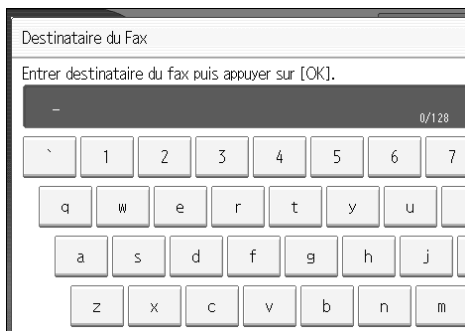 Destinataire du Fax
Entrer destinataire du fax puis appuyer sur [OK].
_
0/128
` 1 2 3 4 5 6 7
q w e r t y u
a s d f g h j
z x c v b n m